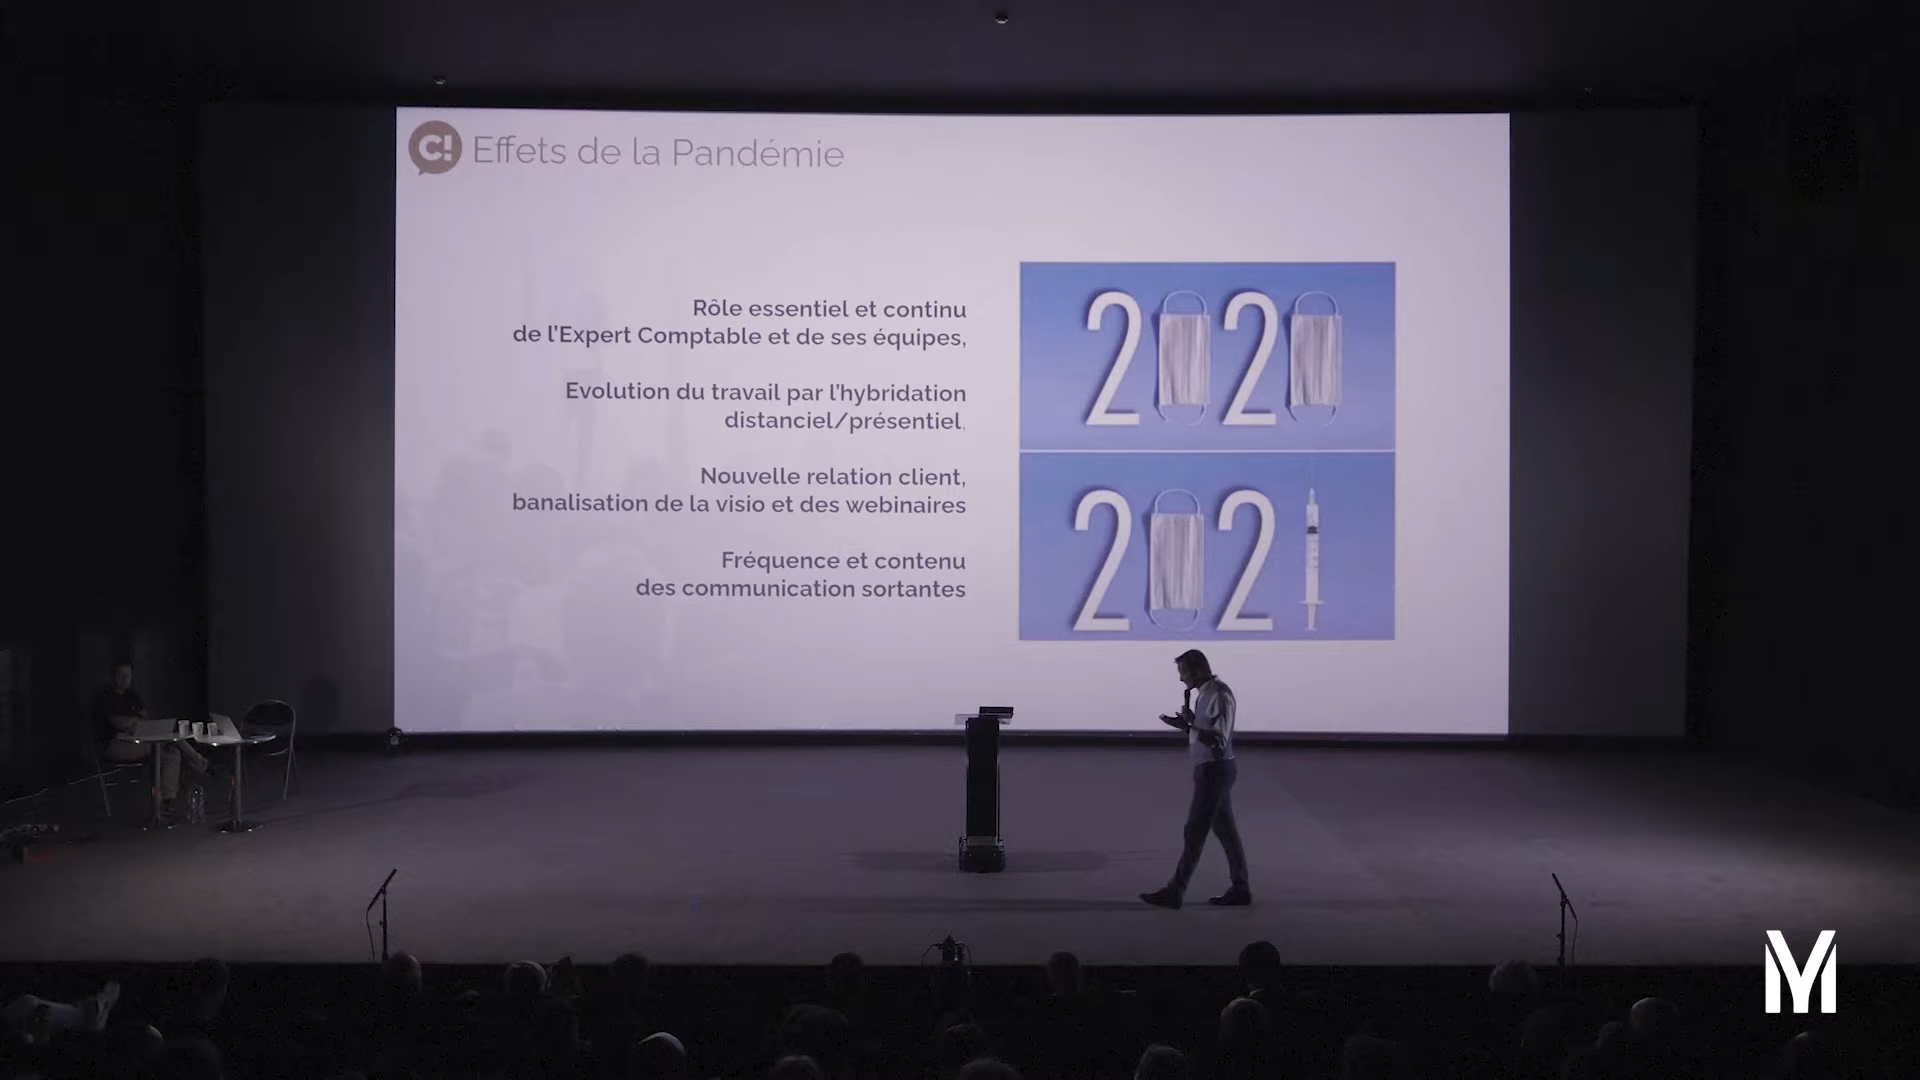 C! Effets de la Pandémie
Rôle essentiel et continu
de l'Expert Comptable et de ses équipes,
Evolution du travail par l'hybridation
distanciel/présentiel,
Nouvelle relation client,
banalisation de la visio et des webinaires
Fréquence et contenu
des communication sortantes
2020
2021
M